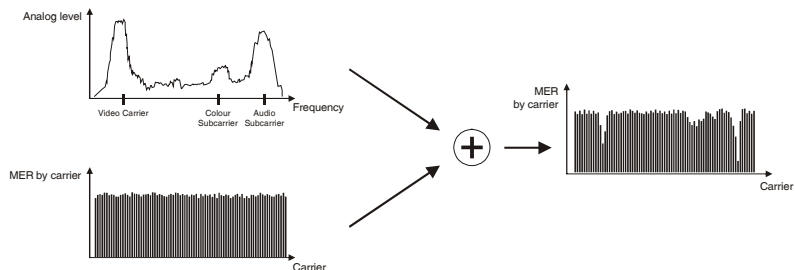 Analog level
Frequency
Video Carrier
Colour
Subcarrier
Audio
Subcarrier
MER by carrier
Carrier
MER
by carrier
Carrier